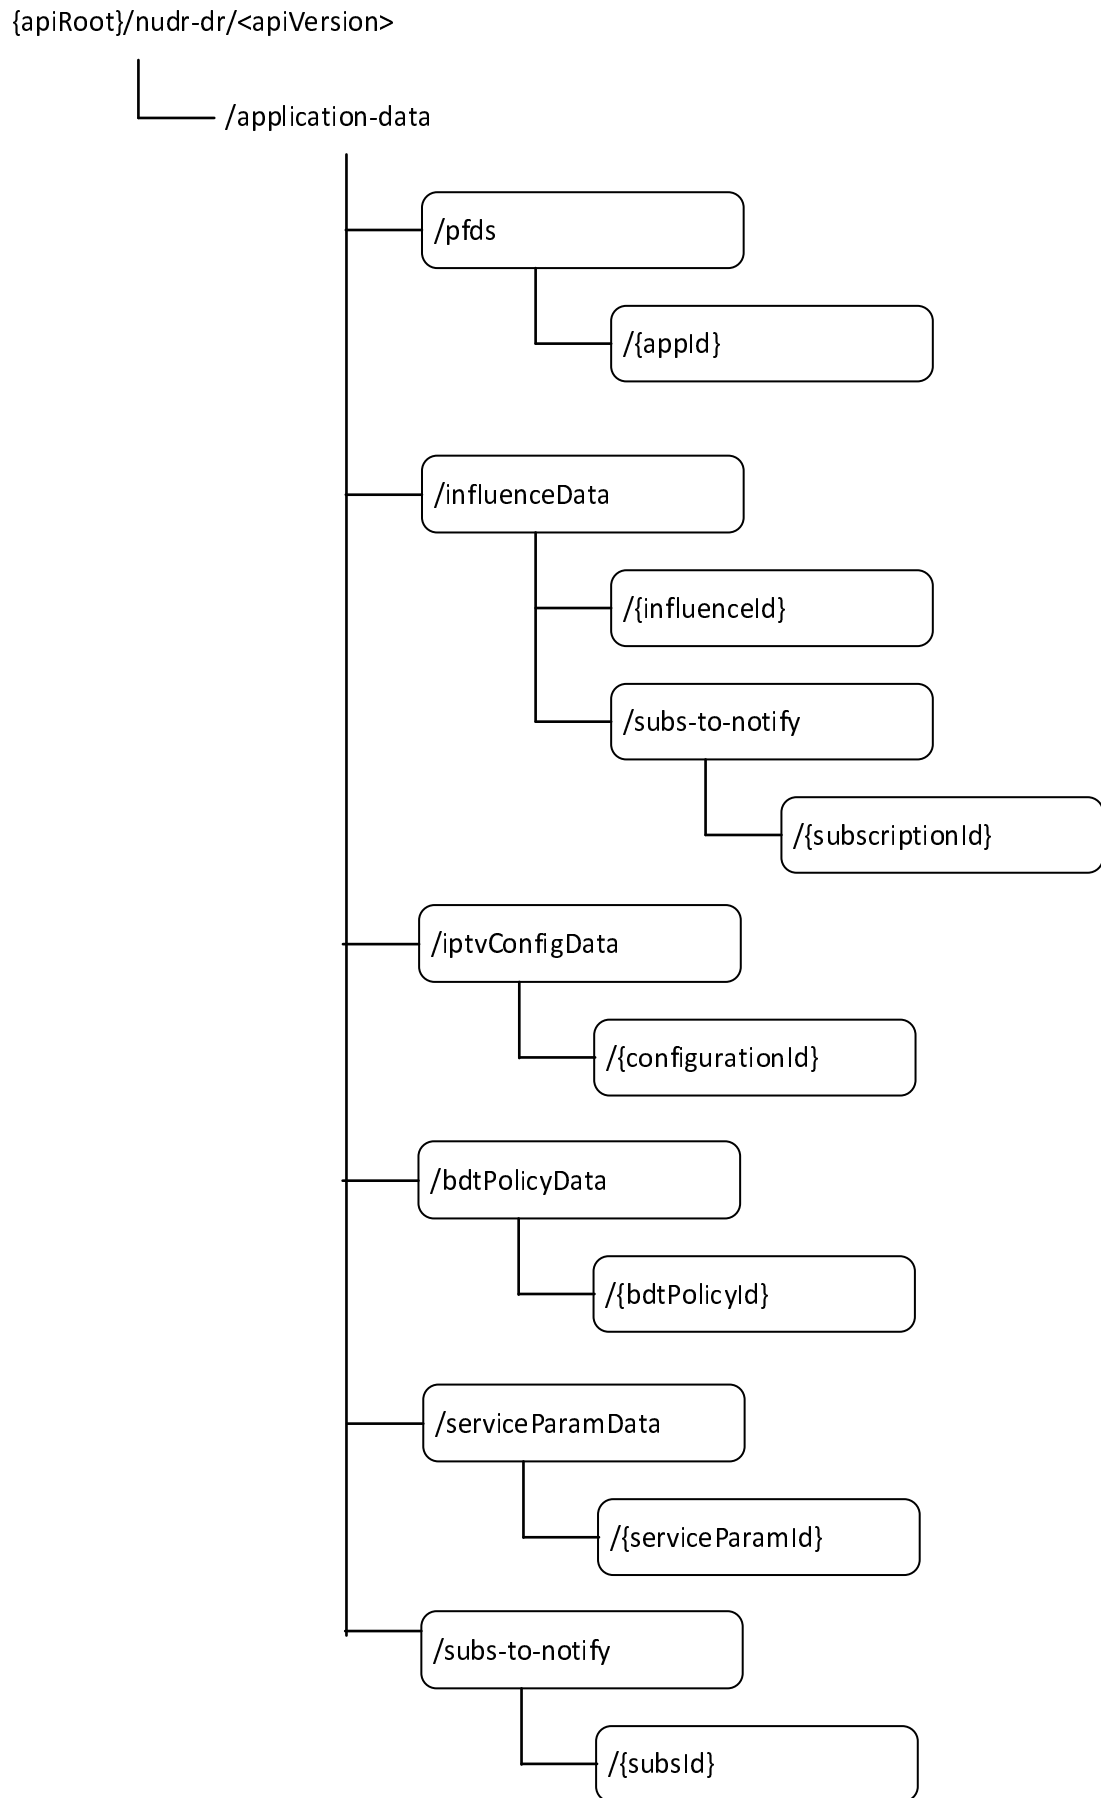 {apiRoot}/nudr-dr/<apiVersion>
/application-data
/pfds
/{appId}
/influenceData
/{influenceId}
/subs-to-notify
/{subscriptionId}
/iptvConfigData
/{configurationId}
/bdtPolicyData
/{bdtPolicyId}
/serviceParamData
/{serviceParamId}
/subs-to-notify
/{subsId}